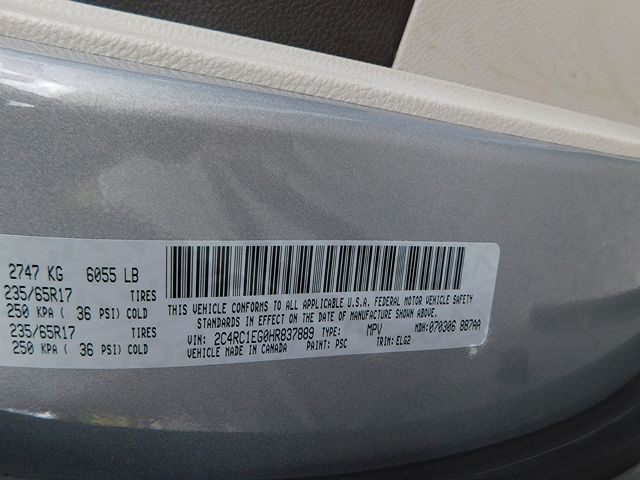 2747 KG 6055 LB
235/65R17 TIRES
250 KPA ( 36 PSI) COLD
235/65R17 TIRES
250 KPA ( 36 PSI) COLD
THIS VEHICLE CONFORMS TO ALL APPLICABLE U.S.A. FEDERAL MOTOR VEHICLE SAFETY
STANDARDS IN EFFECT ON THE DATE OF MANUFACTURE SHOWN ABOVE.
VIN: 2C4RC1EG0HR837889 TYPE: MPV MDH:070306 887AA
VEHICLE MADE IN CANADA PAINT: PSC TRIM:ELG2